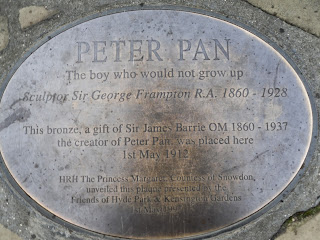 PETER PAN
The boy who would not grow up
Sculptor Sir George Frampton R.A. 1860 - 1928
This bronze, a gift of Sir James Barrie OM 1860 - 1937
the creator of Peter Pan, was placed here
1st May 1912
HRH The Princess Margaret, Countess of Snowdon,
unveiled this plaque presented by the
Friends of Hyde Park & Kensington Gardens
1st May